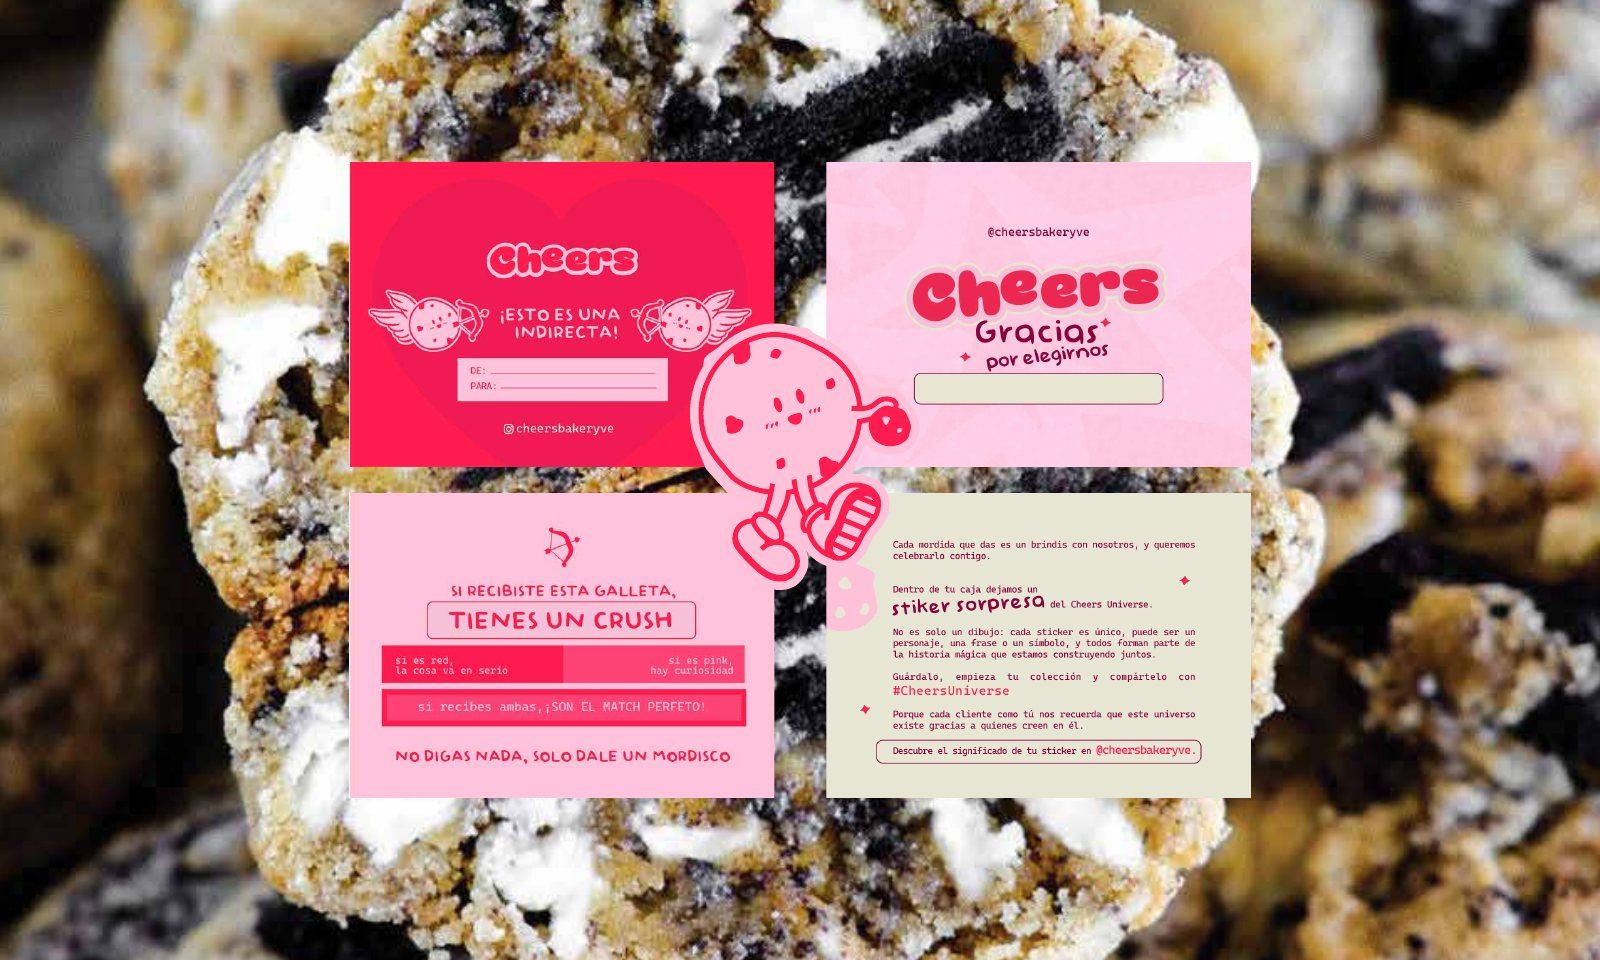 Cheers
¡ESTO ES UNA
INDIRECTA!
DE:
PARA:
cheersbakeryve
@cheersbakeryve
Cheers
Gracias
por elegirnos
SI RECIBISTE ESTA GALLETA,
TIENES UN CRUSH
si es red,
la cosa va en serio
si es pink,
hay curiosidad
si recibes ambas,¡SON EL MATCH PERFETO!
NO DIGAS NADA, SOLO DALE UN MORDISCO
Cada mordida que das es un brindis con nosotros, y queremos
celebrarlo contigo.
Dentro de tu caja dejamos un
stiker sorpresa del Cheers Universe.
No es solo un dibujo: cada sticker es único, puede ser un
personaje, una frase o un símbolo, y todos forman parte de
la historia mágica que estamos construyendo juntos.
Guárdalo, empieza tu colección y compártelo con
#CheersUniverse
Porque cada cliente como tú nos recuerda que este universo
existe gracias a quienes creen en él.
Descubre el significado de tu sticker en @cheersbakeryve.